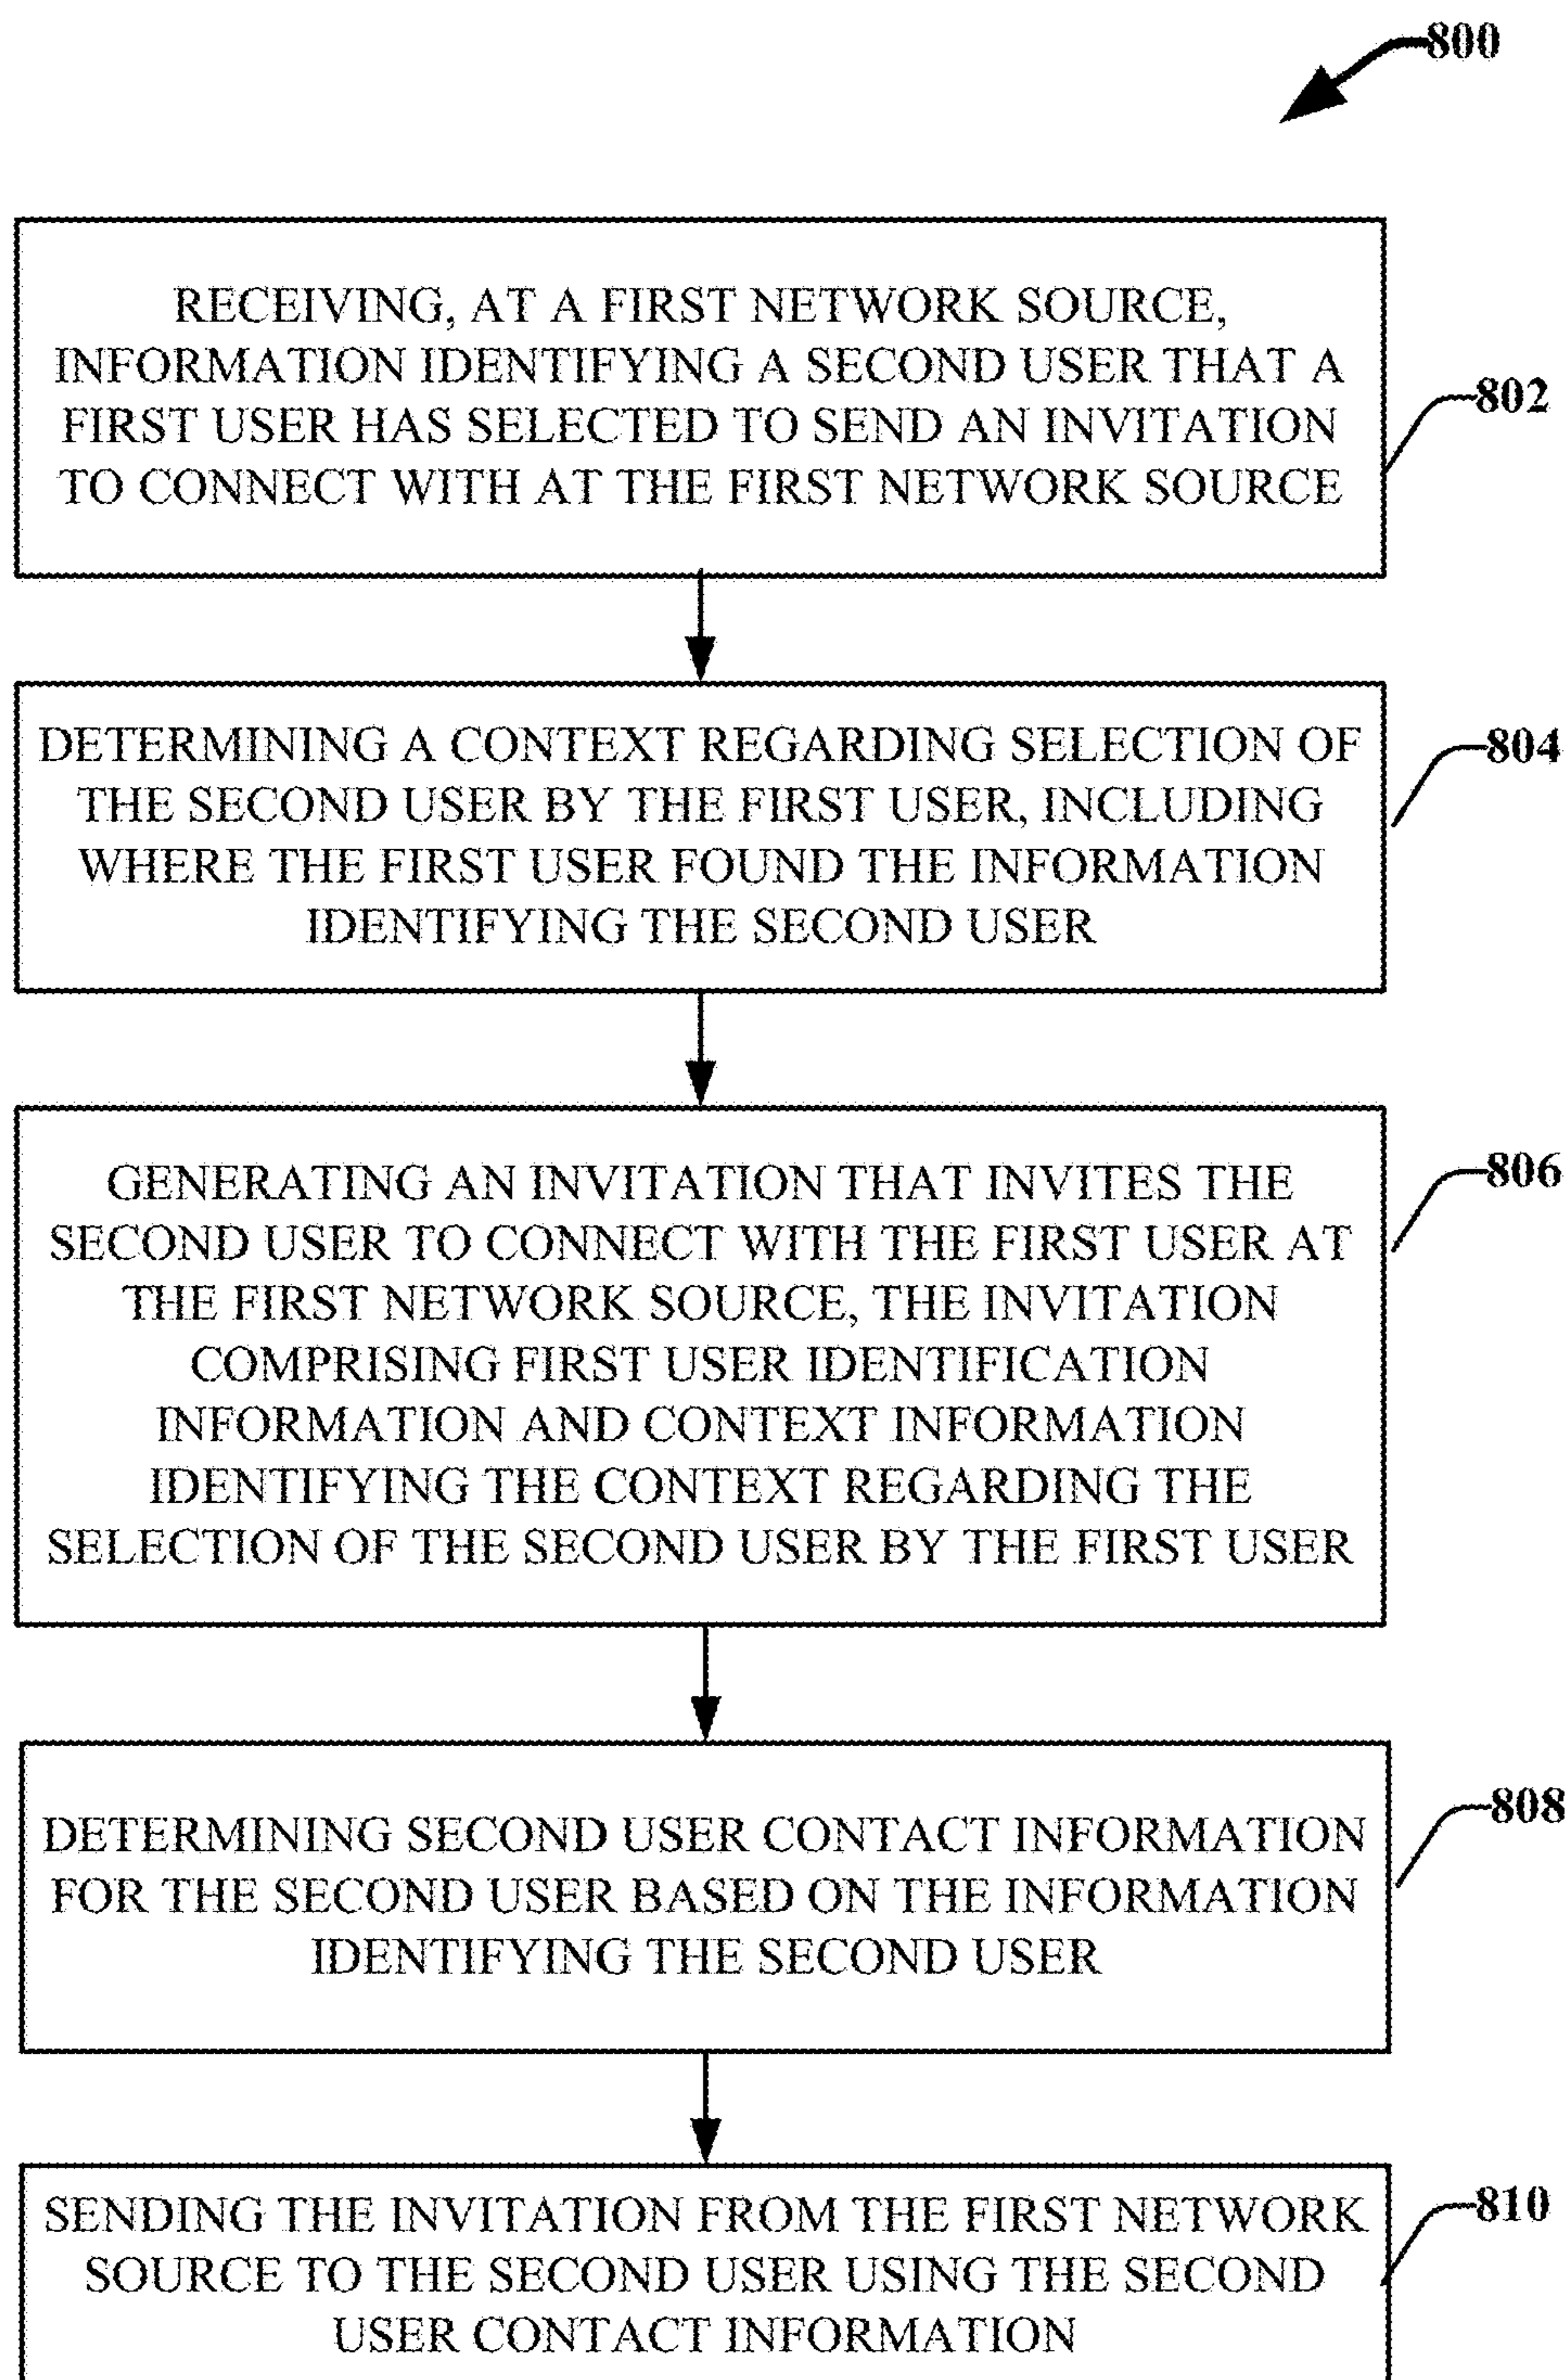 800
RECEIVING, AT A FIRST NETWORK SOURCE,
INFORMATION IDENTIFYING A SECOND USER THAT A
FIRST USER HAS SELECTED TO SEND AN INVITATION
TO CONNECT WITH AT THE FIRST NETWORK SOURCE
802
DETERMINING A CONTEXT REGARDING SELECTION OF
THE SECOND USER BY THE FIRST USER, INCLUDING
WHERE THE FIRST USER FOUND THE INFORMATION
IDENTIFYING THE SECOND USER
804
GENERATING AN INVITATION THAT INVITES THE
SECOND USER TO CONNECT WITH THE FIRST USER AT
THE FIRST NETWORK SOURCE, THE INVITATION
COMPRISING FIRST USER IDENTIFICATION
INFORMATION AND CONTEXT INFORMATION
IDENTIFYING THE CONTEXT REGARDING THE
SELECTION OF THE SECOND USER BY THE FIRST USER
806
DETERMINING SECOND USER CONTACT INFORMATION
FOR THE SECOND USER BASED ON THE INFORMATION
IDENTIFYING THE SECOND USER
808
SENDING THE INVITATION FROM THE FIRST NETWORK
SOURCE TO THE SECOND USER USING THE SECOND
USER CONTACT INFORMATION
810